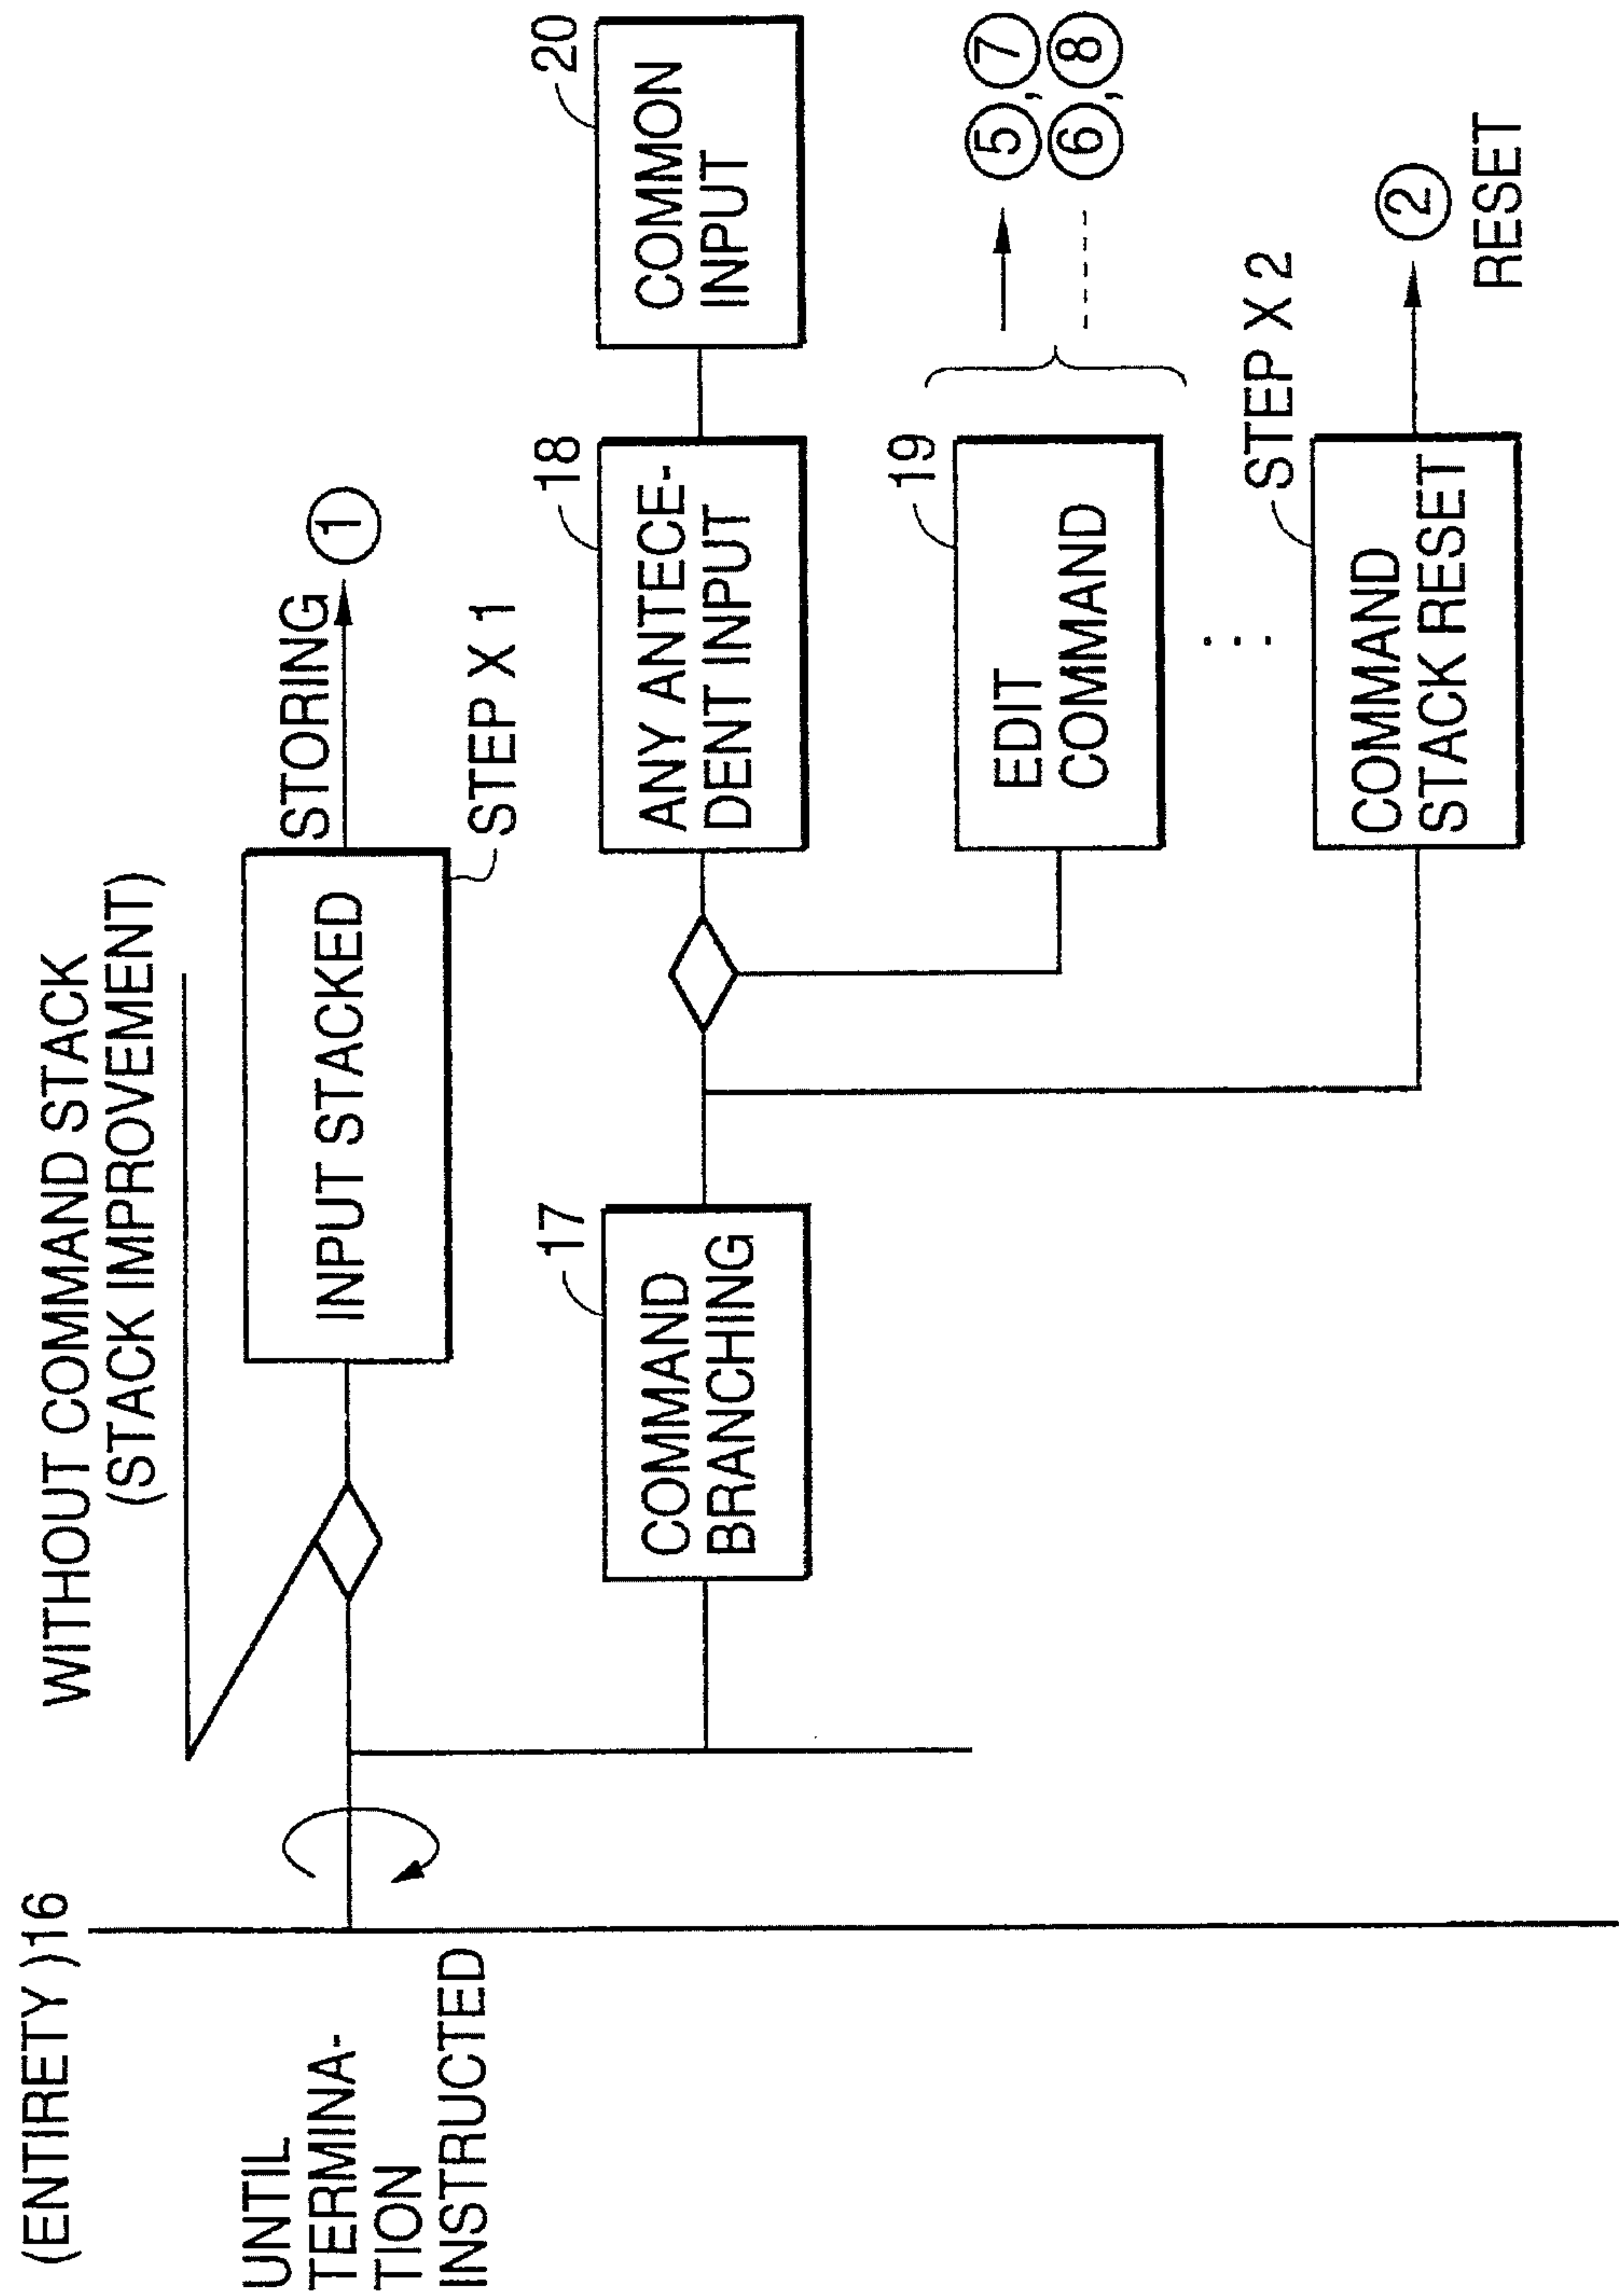 (ENTIRETY)16
UNTIL
TERMINA-
TION
INSTRUCTED
WITHOUT COMMAND STACK
(STACK IMPROVEMENT)
INPUT STACKED
STORING
1
STEP X 1
17
COMMAND
BRANCHING
18
ANY ANTECE-
DENT INPUT
20
COMMON
INPUT
19
EDIT
COMMAND
5,7
6,8
STEP X 2
COMMAND
STACK RESET
2
RESET